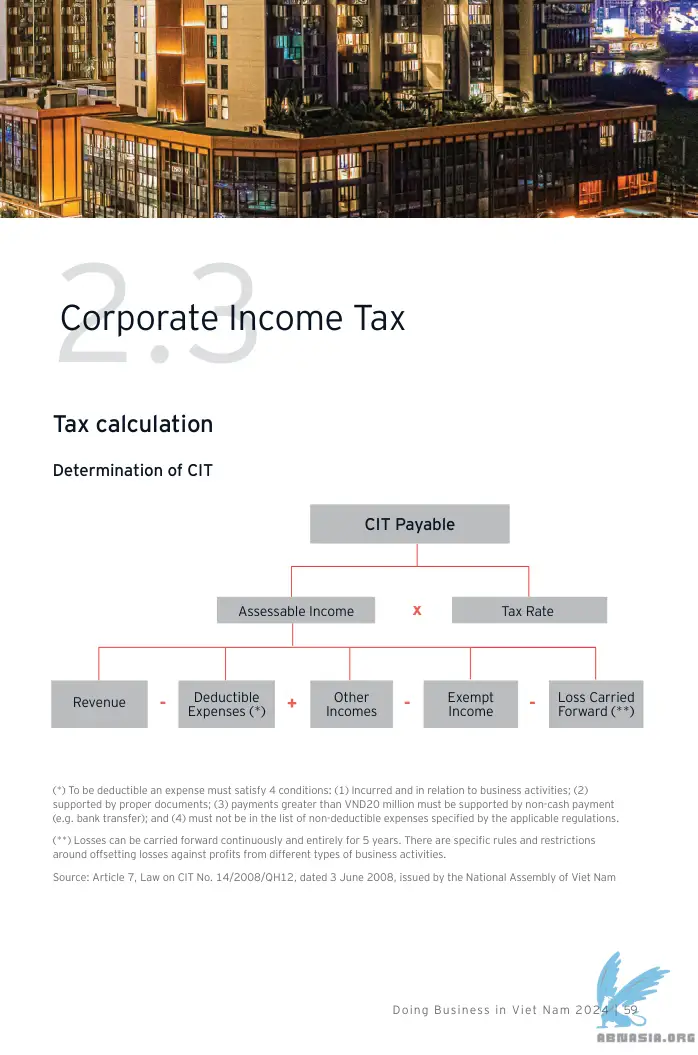 2.3
Corporate Income Tax
Tax calculation
Determination of CIT
CIT Payable
Assessable Income x Tax Rate
Revenue - Deductible Expenses (*) + Other Incomes - Exempt Income - Loss Carried Forward (**)
(*) To be deductible an expense must satisfy 4 conditions: (1) Incurred and in relation to business activities; (2)
supported by proper documents; (3) payments greater than VND20 million must be supported by non-cash payment
(e.g. bank transfer); and (4) must not be in the list of non-deductible expenses specified by the applicable regulations.
(**) Losses can be carried forward continuously and entirely for 5 years. There are specific rules and restrictions
around offsetting losses against profits from different types of business activities.
Source: Article 7, Law on CIT No. 14/2008/QH12, dated 3 June 2008, issued by the National Assembly of Viet Nam
Doing Business in Viet Nam 2024 | 59
ABNASIA.ORG